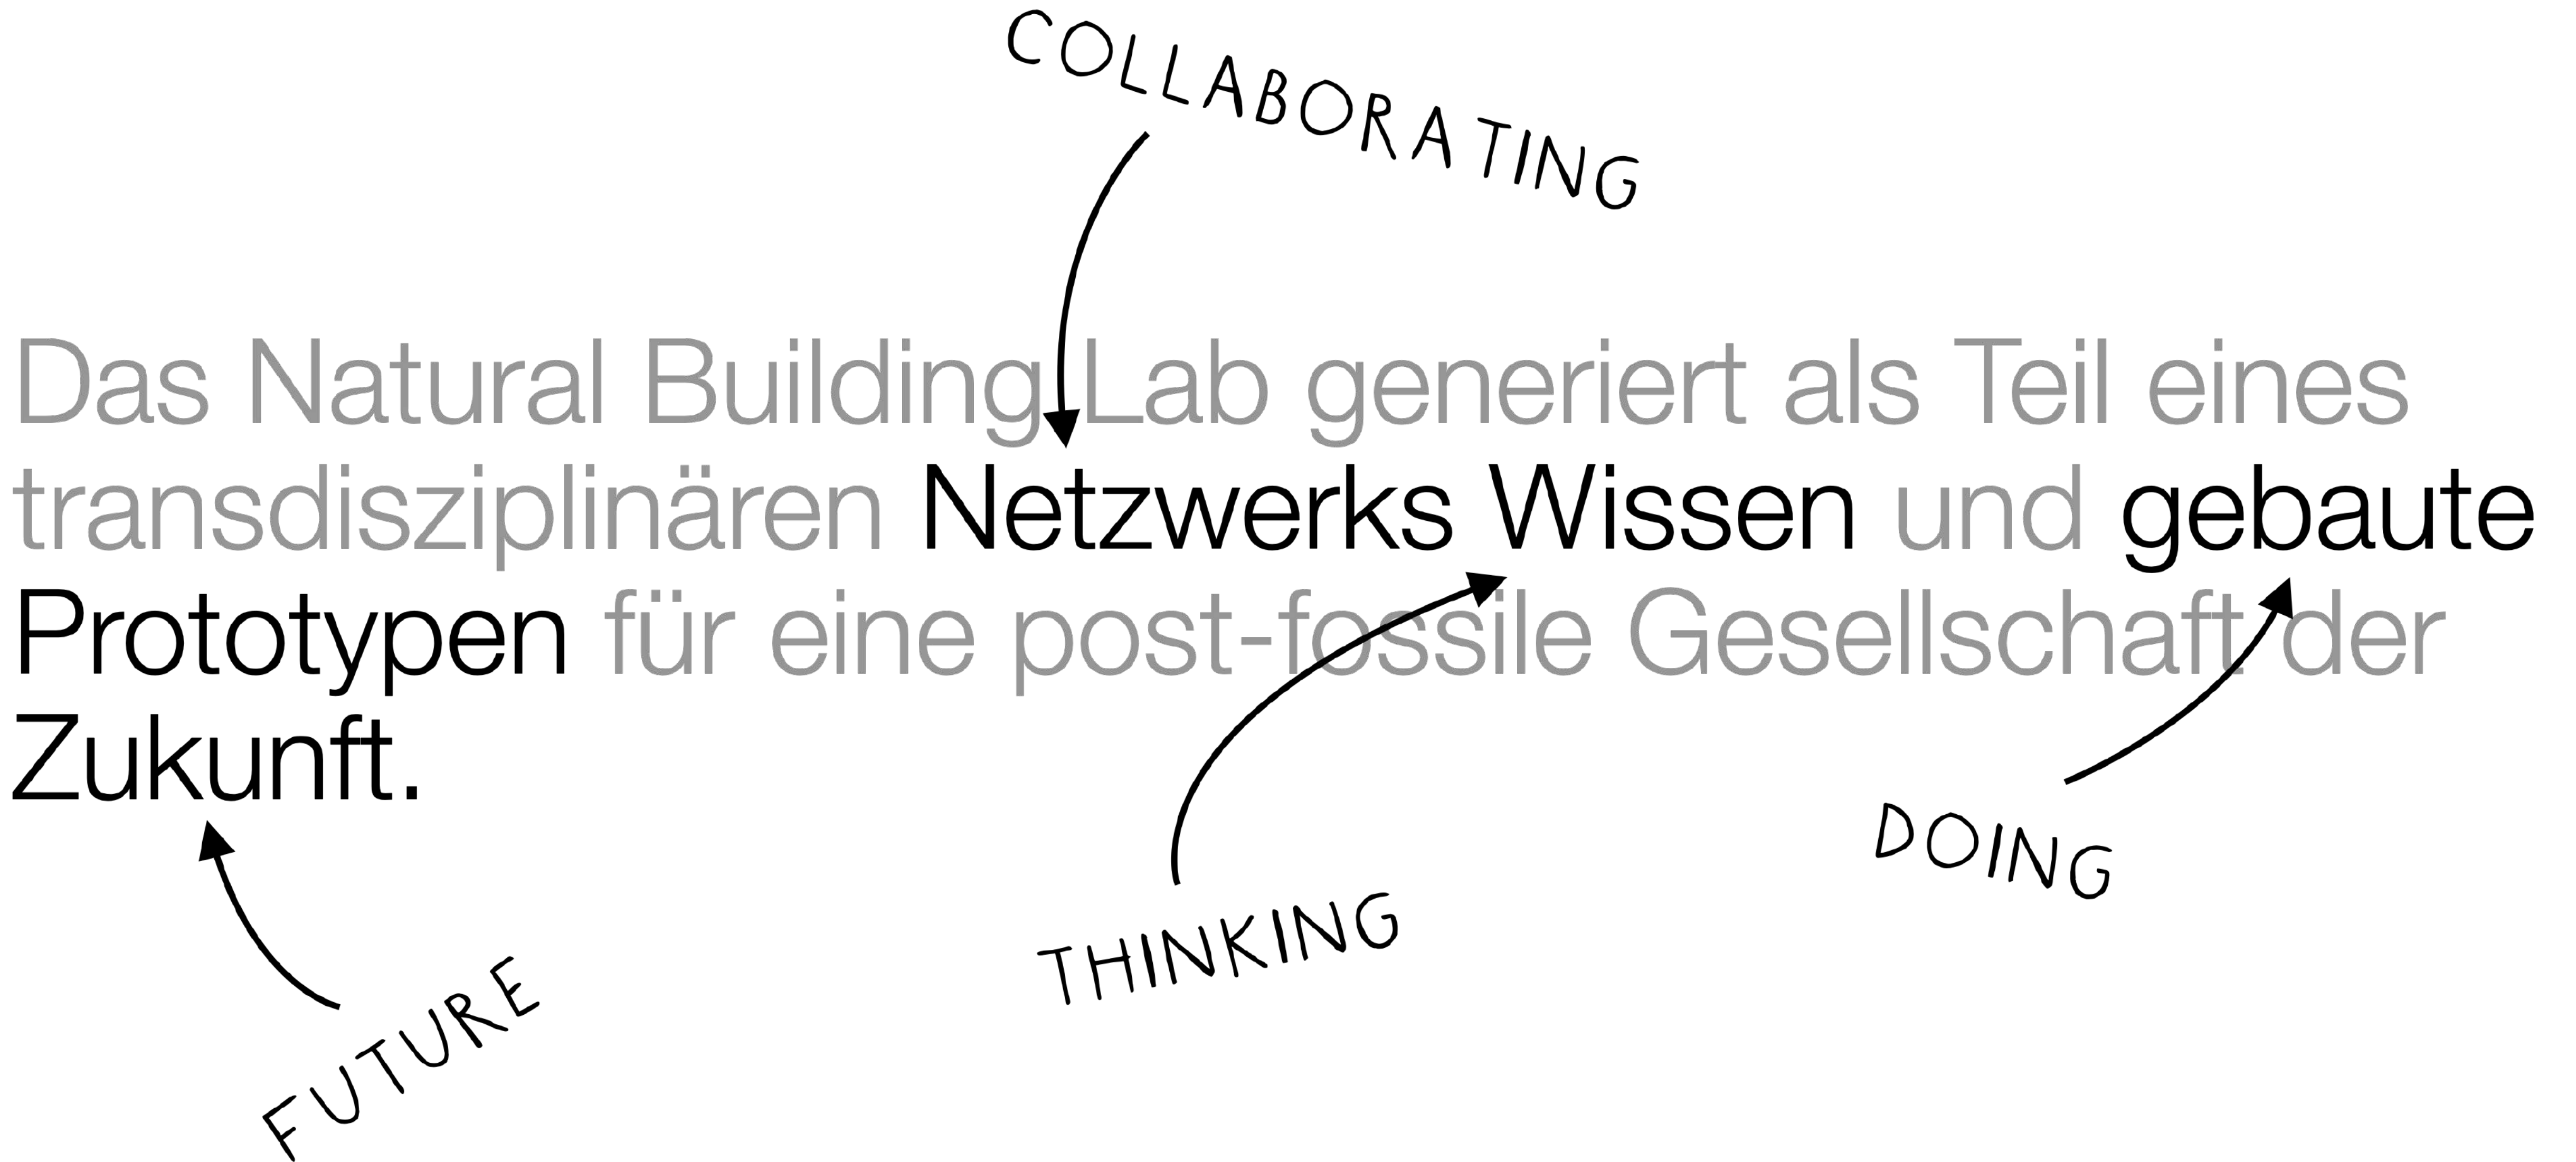 COLLABORATING
Das Natural Building Lab generiert als Teil eines
transdisziplinären Netzwerks Wissen und gebaute
Prototypen für eine post-fossile Gesellschaft der
Zukunft.
DOING
THINKING
FUTURE